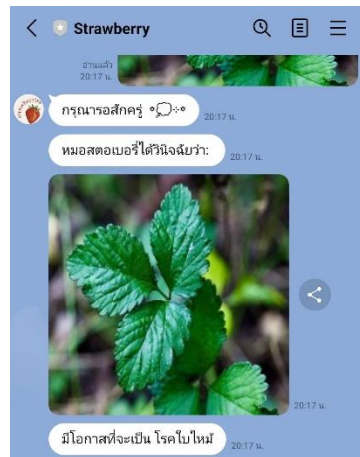 Strawberry
อ่านแล้ว
20:17 น.
กรุณารอสักครู่
20:17 น.
หมอสตอเบอรี่ได้วินิจฉัยว่า:
20:17 น.
20:17 น.
มีโอกาสที่จะเป็น โรคใบไหม้
20:17 น.